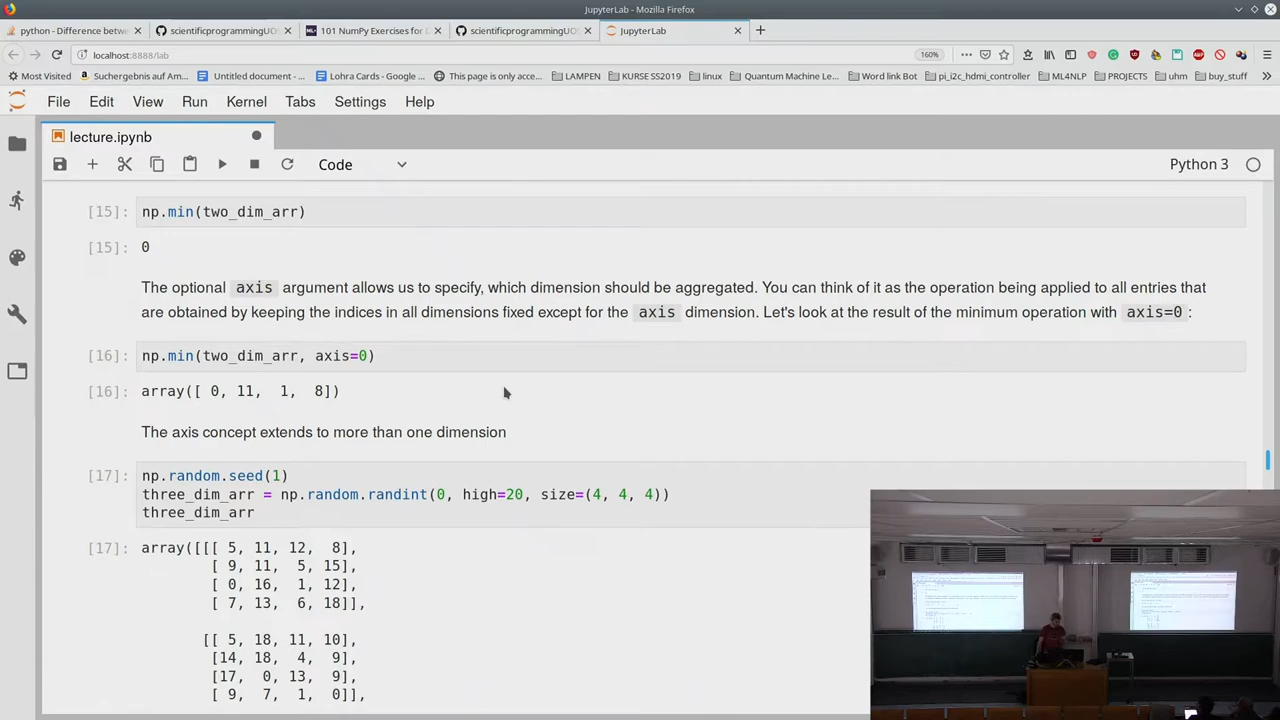 JupyterLab - Mozilla Firefox
python - Difference betwe
scientificprogrammingUO
101 NumPy Exercises for D
scientificprogrammingUO
JupyterLab
localhost:8888/lab
160%
Most Visited
Suchergebnis auf Am...
Untitled document - ...
Lohra Cards - Google ...
This page is only acce...
LAMPEN
KURSE SS2019
linux
Quantum Machine Le...
Word link Bot
pi_i2c_hdmi_controller
ML4NLP
PROJECTS
uhm
buy_stuff
File Edit View Run Kernel Tabs Settings Help
lecture.ipynb
Code
Python 3
[15]: np.min(two_dim_arr)
[15]: 0
The optional axis argument allows us to specify, which dimension should be aggregated. You can think of it as the operation being applied to all entries that
are obtained by keeping the indices in all dimensions fixed except for the axis dimension. Let's look at the result of the minimum operation with axis=0 :
[16]: np.min(two_dim_arr, axis=0)
[16]: array([ 0, 11,  1,  8])
The axis concept extends to more than one dimension
[17]: np.random.seed(1)
three_dim_arr = np.random.randint(0, high=20, size=(4, 4, 4))
three_dim_arr
[17]: array([[[ 5, 11, 12,  8],
[ 9, 11,  5, 15],
[ 0, 16,  1, 12],
[ 7, 13,  6, 18]],
[[ 5, 18, 11, 10],
[14, 18,  4,  9],
[17,  0, 13,  9],
[ 9,  7,  1,  0]],